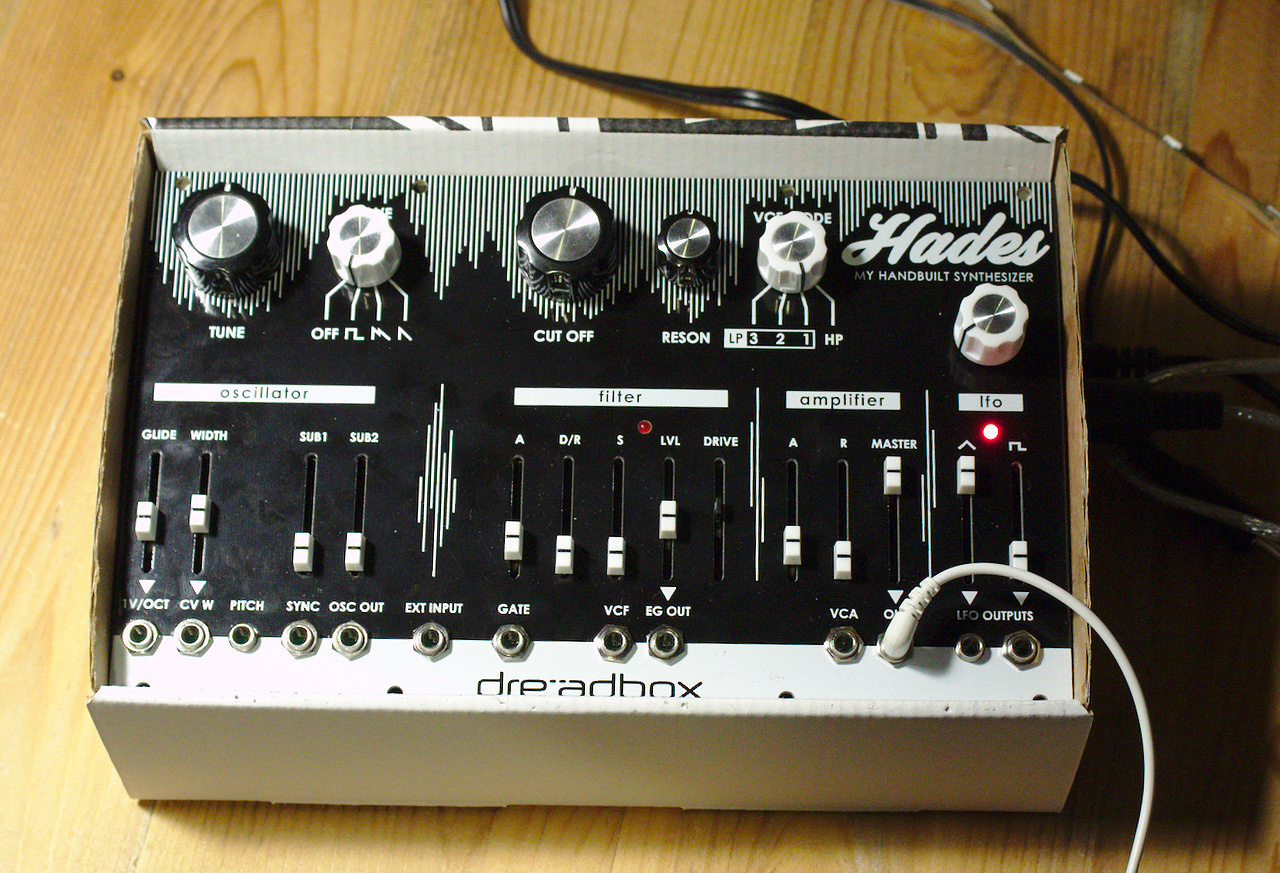 Hades
MY HANDBUILT SYNTHESIZER
TUNE
OFF
CUT OFF
RESON
LP 3 2 1 HP
oscillator
filter
amplifier
lfo
GLIDE WIDTH SUB1 SUB2
A D/R S LVL DRIVE
A R MASTER
1V/OCT CV W PITCH SYNC OSC OUT EXT INPUT GATE VCF EG OUT VCA LFO OUTPUTS
dreadbox